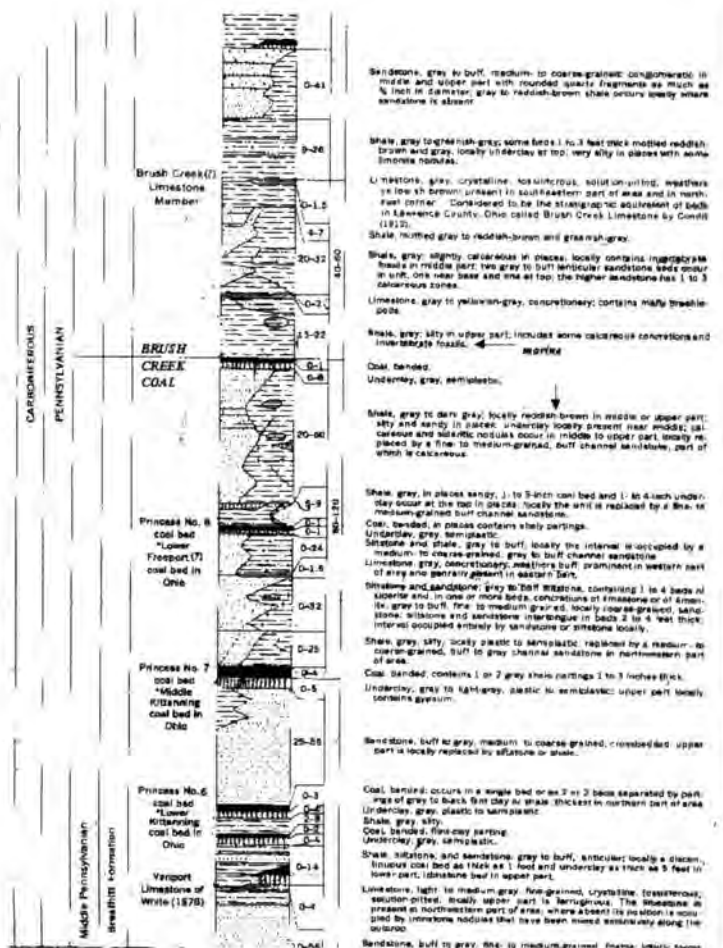 Sandstone, gray to buff, medium- to coarse-grained; conglomeratic in
middle and upper part with rounded quartz fragments as much as
¾ inch in diameter; gray to reddish-brown shale occurs locally where
sandstone is absent
0-41
Shale, gray to greenish-gray; some beds 1 to 3 feet thick mottled reddish-
brown and gray, locally underclay at top; very silty in places with some
limonite nodules.
Brush Creek(?)
Limestone
Member
Limestone, gray, crystalline, fossiliferous, solution-pitted, weathers
yellowish brown; present in southeastern part of area and in north-
east corner. Considered to be the stratigraphic equivalent of beds
in Lawrence County, Ohio called Brush Creek Limestone by Condit
(1912).
0-1.5
4-7
Shale, mottled gray to reddish-brown and greenish-gray.
20-32
40-60
Shale, gray; slightly calcareous in places, locally contains invertebrate
fossils in middle part; two gray to buff lenticular sandstone beds occur
in unit, one near base and one at top; the higher sandstone has 1 to 3
calcareous zones.
0-2
Limestone, gray to yellowish-gray, concretionary; contains many brachio-
pods.
15-22
Shale, gray; silty in upper part; includes some calcareous concretions and
invertebrate fossils.
marine
BRUSH
CREEK
COAL
0-1
Coal, banded.
Underclay, gray, semiplastic.
CARBONIFEROUS
PENNSYLVANIAN
Shale, gray to dark gray; locally reddish-brown in middle or upper part;
silty and sandy in places; underclay locally present near middle; cal-
careous and sideritic nodules occur in middle to upper part, locally re-
placed by a fine- to medium-grained, buff channel sandstone, part of
which is calcareous.
Shale, gray, in places sandy, 1- to 3-inch coal bed and 1- to 4-inch under-
clay occur at the top in places; locally the unit is replaced by a fine- to
medium-grained buff channel sandstone.
Princess No. 8
coal bed
*Lower
Freeport(?)
coal bed in
Ohio
Coal, banded, in places contains shaly partings.
Underclay, gray, semiplastic.
0-24
Siltstone and shale, gray to buff, locally the interval is occupied by a
medium- to coarse-grained, gray to buff channel sandstone
0-1.5
Limestone, gray, concretionary, weathers buff, prominent in western part
of area and generally present in eastern part.
0-32
Siltstone and sandstone; gray to buff siltstone, containing 1 to 4 beds of
siderite and, in one or more beds, concretions of limestone or of limon-
ite; gray to buff, fine- to medium grained, locally coarse-grained, sand-
stone; siltstone and sandstone intertongue in beds 2 to 4 feet thick;
interval occupied entirely by sandstone or siltstone locally.
0-25
Shale, gray, silty, locally plastic to semiplastic, replaced by a medium- to
coarse-grained, buff to gray channel sandstone in northwestern part
of area.
Princess No. 7
coal bed
*Middle
Kittanning
coal bed in
Ohio
0-4
Coal, banded, contains 1 or 2 gray shale partings 1 to 3 inches thick.
0-5
Underclay, gray to light-gray, plastic to semiplastic; upper part locally
contains gypsum.
Sandstone, buff to gray, medium- to coarse-grained, crossbedded; upper
part is locally replaced by siltstone or shale.
Princess No. 6
coal bed
*Lower
Kittanning
coal bed in
Ohio
0-3
Coal, banded; occurs in a single bed or as 2 or 3 beds separated by part-
ings of gray to black flint clay or shale; thickest in northern part of area
Underclay, gray, plastic to semiplastic.
Shale, gray, silty.
Coal, banded, flint-clay parting.
Underclay, gray, semiplastic.
0-14
Shale, siltstone, and sandstone, gray to buff, lenticular; locally a discon-
tinuous coal bed as thick as 1 foot and underclay as thick as 5 feet in
lower part; limestone bed in upper part.
Vanport
Limestone of
White (1878)
0-4
Limestone, light- to medium-gray, fine-grained, crystalline, fossiliferous,
solution-pitted, locally upper part is ferruginous. The limestone is
present in northwestern part of area; where absent its position is occu-
pied by limonite nodules that have been mined extensively along the
outcrop.
Middle Pennsylvanian
Breathitt Formation
Sandstone, buff to gray, fine- to medium-grained,